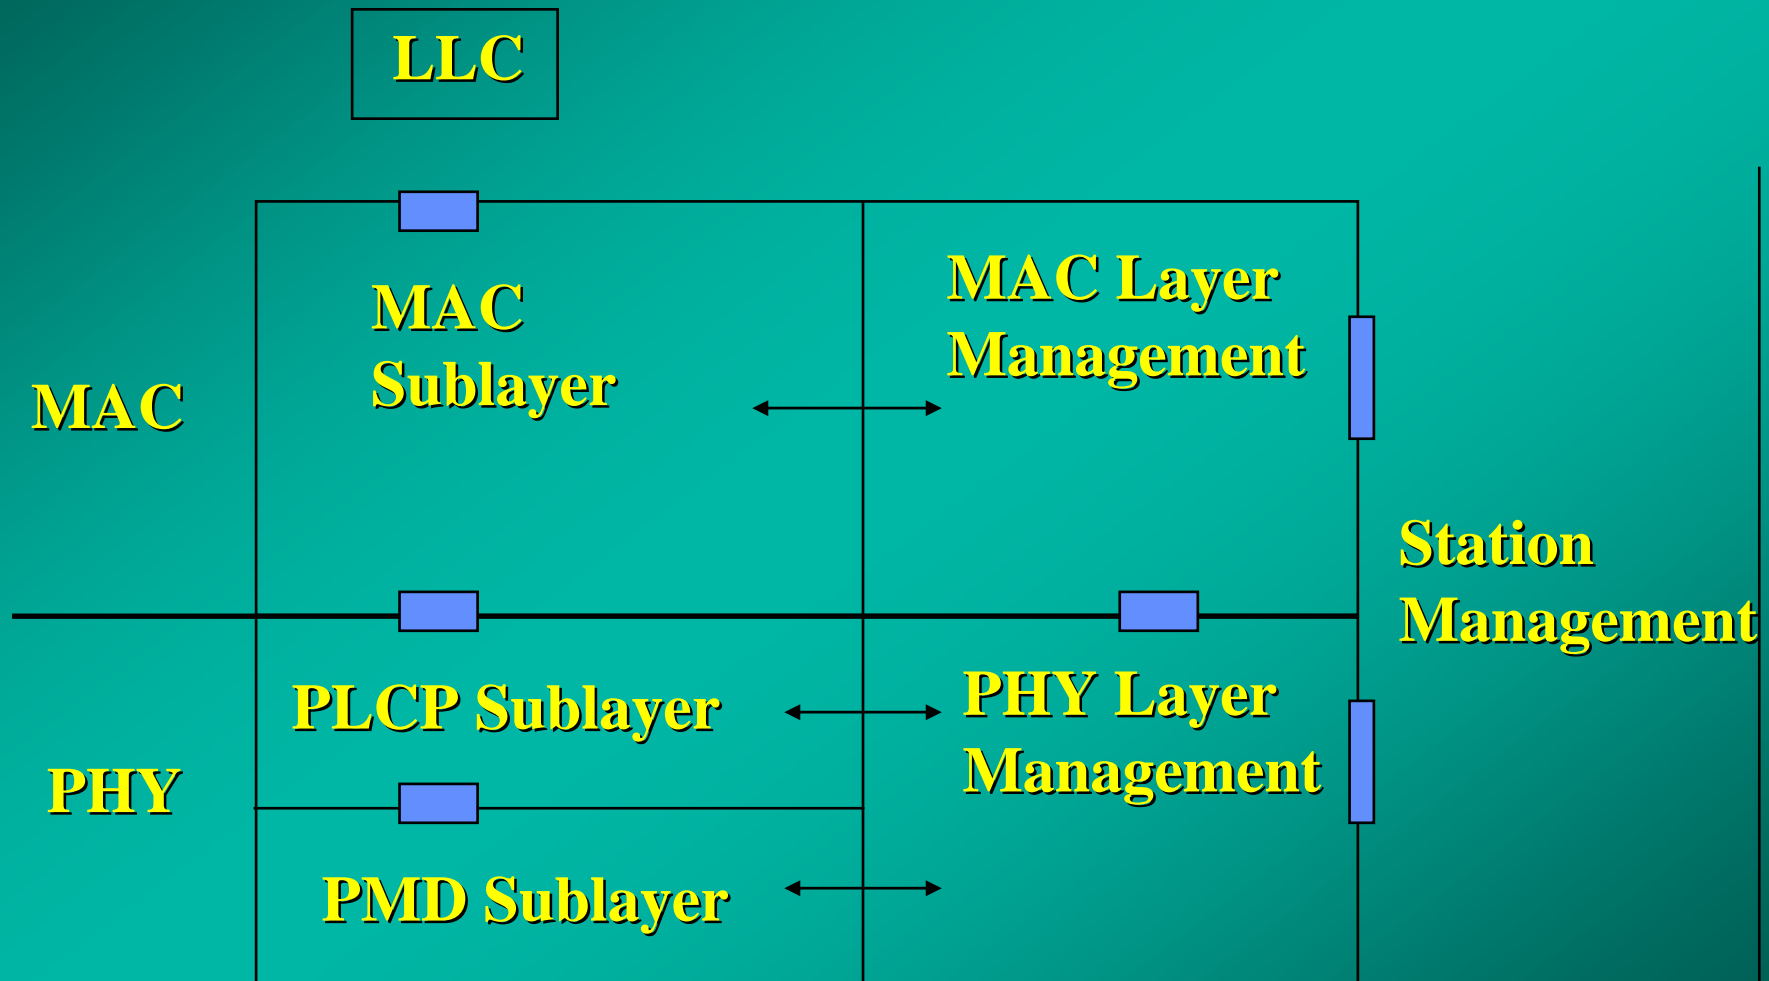 LLC
MAC
MAC
Sublayer
MAC Layer
Management
Station
Management
PHY
PLCP Sublayer
PHY Layer
Management
PMD Sublayer